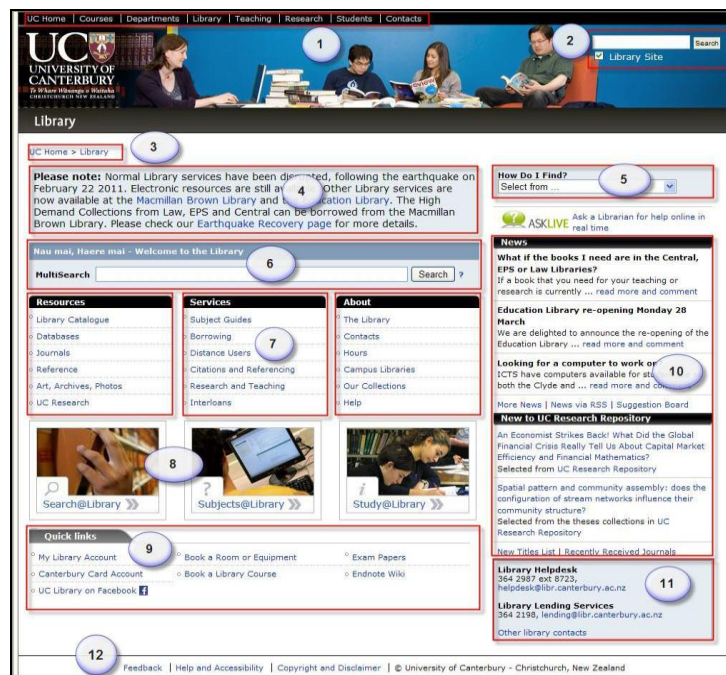 UC Home | Courses | Departments | Library | Teaching | Research | Students | Contacts
1
2
Search
Library Site
UC
UNIVERSITY OF
CANTERBURY
Te Whare Wānanga o Waitaha
CHRISTCHURCH NEW ZEALAND
Library
UC Home > Library
3
Please note: Normal Library services have been disrupted, following the earthquake on
February 22 2011. Electronic resources are still Other Library services are
now available at the Macmillan Brown Library and Library. The High
Demand Collections from Law, EPS and Central can be borrowed from the Macmillan
Brown Library. Please check our Earthquake Recovery page for more details.
4
How Do I Find?
Select from ...
5
ASKLIVE
Ask a Librarian for help online in
real time
Nau mai, Haere mai - Welcome to the Library
MultiSearch
Search
?
6
Resources
Library Catalogue
Databases
Journals
Reference
Art, Archives, Photos
UC Research
Services
Subject Guides
Borrowing
Distance Users
Citations and Referencing
Research and Teaching
Interloans
7
About
The Library
Contacts
Hours
Campus Libraries
Our Collections
Help
News
What if the books I need are in the Central,
EPS or Law Libraries?
If a book that you need for your teaching or
research is currently ... read more and comment
Education Library re-opening Monday 28
March
We are delighted to announce the re-opening of the
Education Library ... read more and comment
Looking for a computer to work on
ICTS have computers available for
both the Clyde and ... read more and
10
More News | News via RSS | Suggestion Board
New to UC Research Repository
An Economist Strikes Back! What Did the Global
Financial Crisis Really Tell Us About Capital Market
Efficiency and Financial Mathematics?
Selected from UC Research Repository
Spatial pattern and community assembly: does the
configuration of stream networks influence their
community structure?
Selected from the theses collections in UC
Research Repository
New Titles List | Recently Received Journals
8
Search@Library
Subjects@Library
Study@Library
Quick links
9
My Library Account
Canterbury Card Account
UC Library on Facebook
Book a Room or Equipment
Book a Library Course
Exam Papers
Endnote Wiki
Library Helpdesk
364 2987 ext 8723,
helpdesk@libr.canterbury.ac.nz
Library Lending Services
364 2198, lending@libr.canterbury.ac.nz
Other library contacts
11
12
Feedback | Help and Accessibility | Copyright and Disclaimer | © University of Canterbury - Christchurch, New Zealand